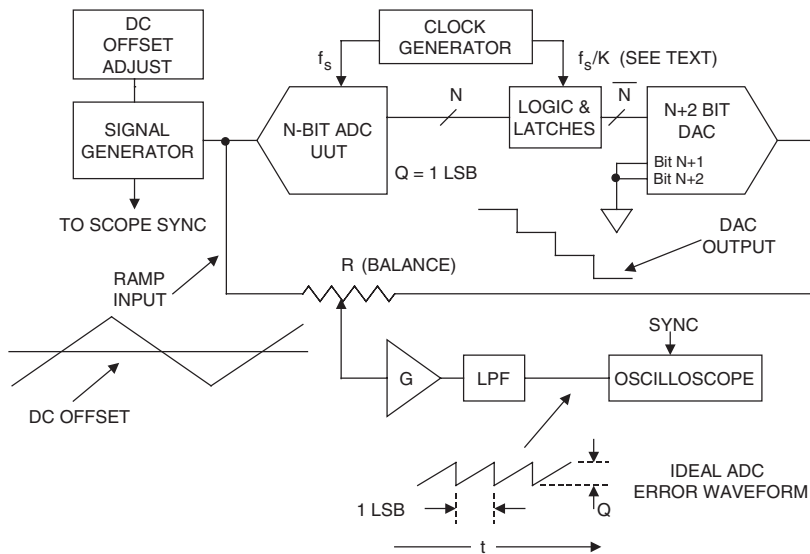 DC
OFFSET
ADJUST
CLOCK
GENERATOR
fs
fs/K (SEE TEXT)
SIGNAL
GENERATOR
N-BIT ADC
UUT
N
LOGIC &
LATCHES
N̅
N+2 BIT
DAC
Bit N+1
Bit N+2
Q = 1 LSB
TO SCOPE SYNC
DAC
OUTPUT
RAMP
INPUT
R (BALANCE)
SYNC
G
LPF
OSCILLOSCOPE
DC OFFSET
IDEAL ADC
ERROR WAVEFORM
1 LSB
Q
t